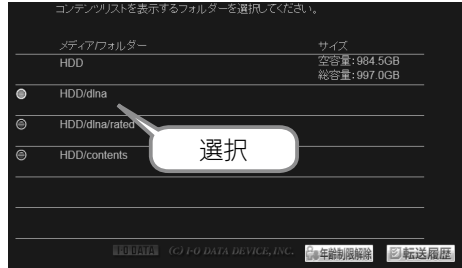 コンテンツリストを表示するフォルダーを選択してください。
メディア/フォルダー サイズ
HDD 空容量:984.5GB
総容量:997.0GB
HDD/dlna
HDD/dlna/rated
HDD/contents
選択
I-O DATA (C) I-O DATA DEVICE, INC. 年齢制限解除 転送履歴